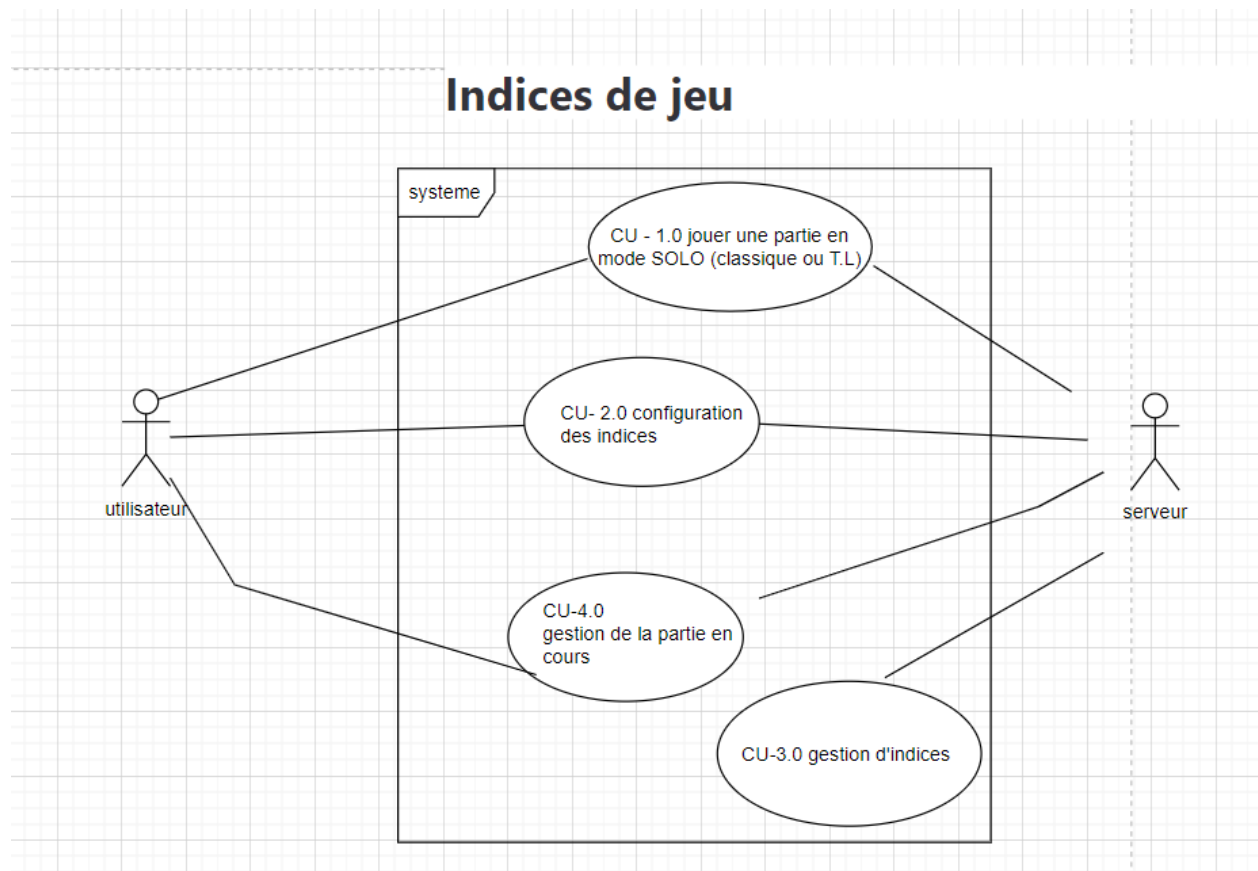 Indices de jeu
systeme
CU - 1.0 jouer une partie en
mode SOLO (classique ou T.L)
CU- 2.0 configuration
des indices
utilisateur
serveur
CU-4.0
gestion de la partie en
cours
CU-3.0 gestion d'indices